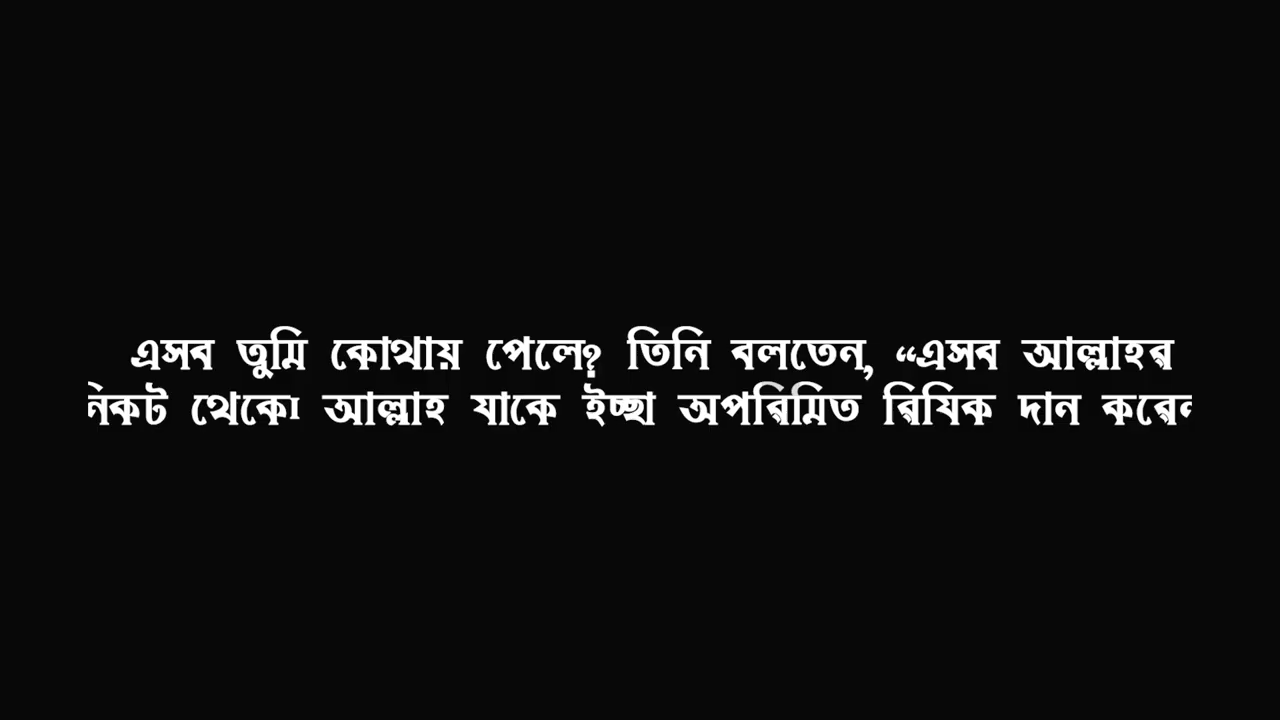 এসব তুমি কোথায় পেলে? তিনি বলতেন, “এসব আল্লাহর
নিকট থেকে। আল্লাহ যাকে ইচ্ছা অপরিমিত রিযিক দান করেন